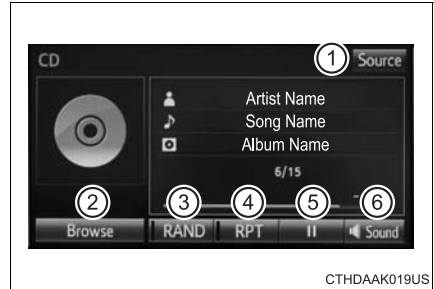 CD
1
Source
Artist Name
Song Name
Album Name
6/15
2
3
4
5
6
Browse
RAND
RPT
Sound
CTHDAAK019US